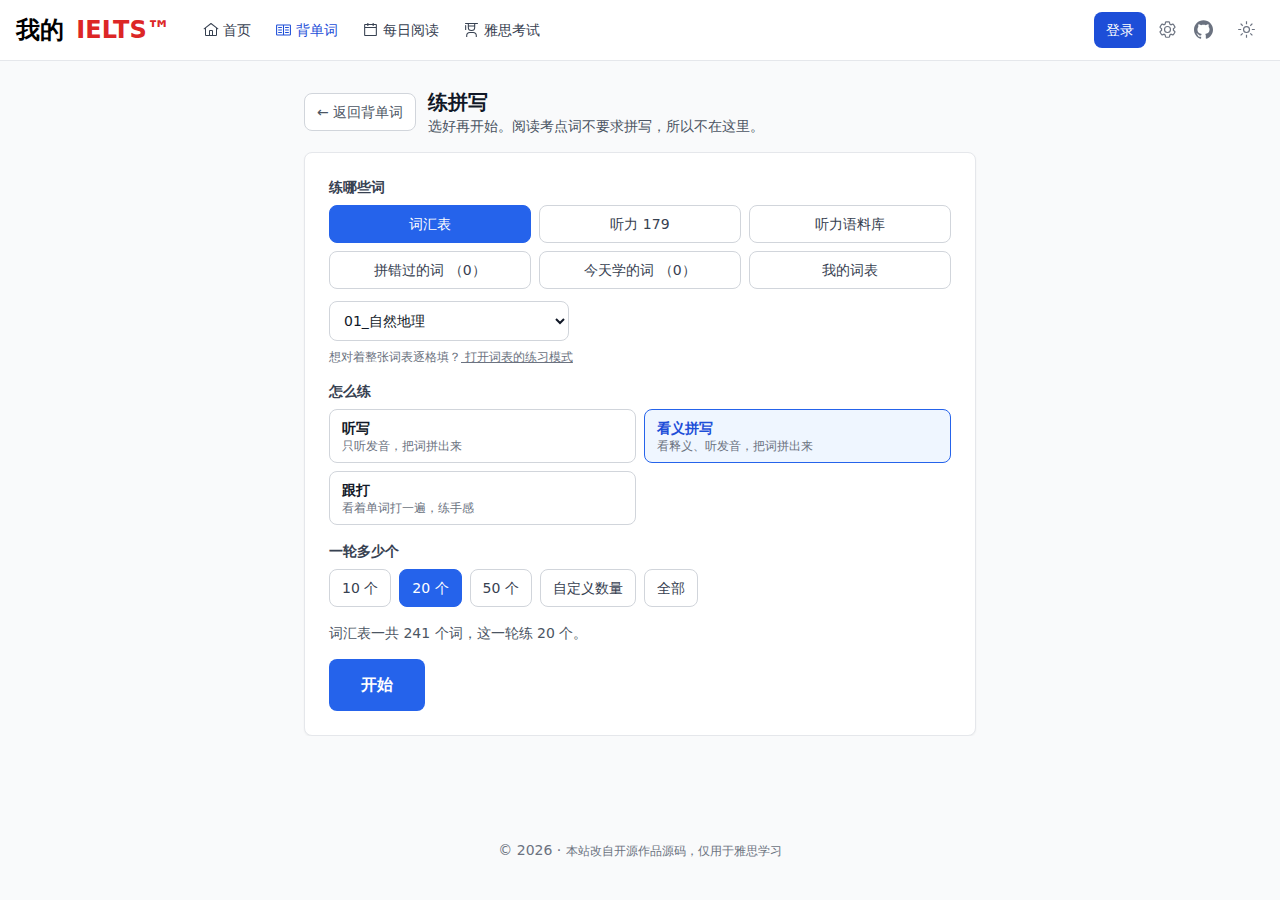 我的 IELTS™ 首页 背单词 每日阅读 雅思考试 登录
← 返回背单词
练拼写
选好再开始。阅读考点词不要求拼写，所以不在这里。
练哪些词
词汇表 听力 179 听力语料库
拼错过的词 （0） 今天学的词 （0） 我的词表
01_自然地理
想对着整张词表逐格填？ 打开词表的练习模式
怎么练
听写
只听发音，把词拼出来
看义拼写
看释义、听发音，把词拼出来
跟打
看着单词打一遍，练手感
一轮多少个
10 个 20 个 50 个 自定义数量 全部
词汇表一共 241 个词，这一轮练 20 个。
开始
© 2026 · 本站改自开源作品源码，仅用于雅思学习